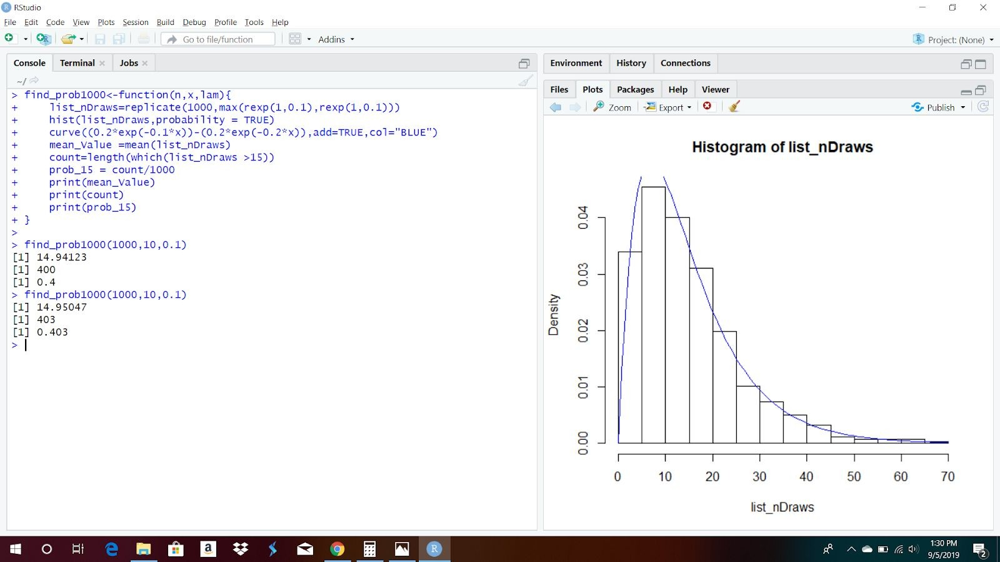 RStudio
File Edit Code View Plots Session Build Debug Profile Tools Help
Go to file/function Addins Project: (None)
Console Terminal Jobs
~/
> find_prob1000<-function(n,x,lam){
+ list_nDraws=replicate(1000,max(rexp(1,0.1),rexp(1,0.1)))
+ hist(list_nDraws,probability = TRUE)
+ curve((0.2*exp(-0.1*x))-(0.2*exp(-0.2*x)),add=TRUE,col="BLUE")
+ mean_Value =mean(list_nDraws)
+ count=length(which(list_nDraws >15))
+ prob_15 = count/1000
+ print(mean_Value)
+ print(count)
+ print(prob_15)
+ }
>
> find_prob1000(1000,10,0.1)
[1] 14.94123
[1] 400
[1] 0.4
> find_prob1000(1000,10,0.1)
[1] 14.95047
[1] 403
[1] 0.403
>
Environment History Connections
Files Plots Packages Help Viewer
Zoom Export Publish
Histogram of list_nDraws
Density
0.04
0.03
0.02
0.01
0.00
0 10 20 30 40 50 60 70
list_nDraws
1:30 PM
9/5/2019
2